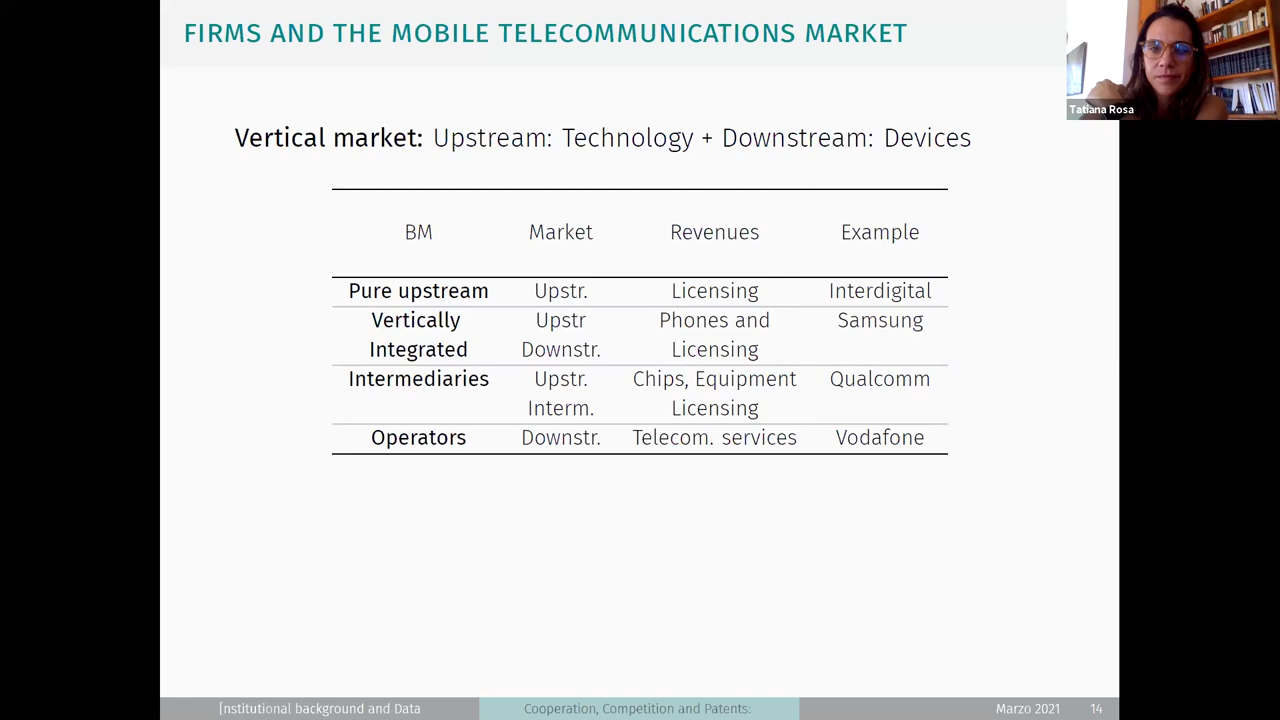 FIRMS AND THE MOBILE TELECOMMUNICATIONS MARKET
Tatiana Rosa
Vertical market: Upstream: Technology + Downstream: Devices
BM Market Revenues Example
Pure upstream Upstr. Licensing Interdigital
Vertically Upstr Phones and Samsung
Integrated Downstr. Licensing
Intermediaries Upstr. Chips, Equipment Qualcomm
Interm. Licensing
Operators Downstr. Telecom. services Vodafone
[nstitutional background and Data Cooperation, Competition and Patents: Marzo 2021 14